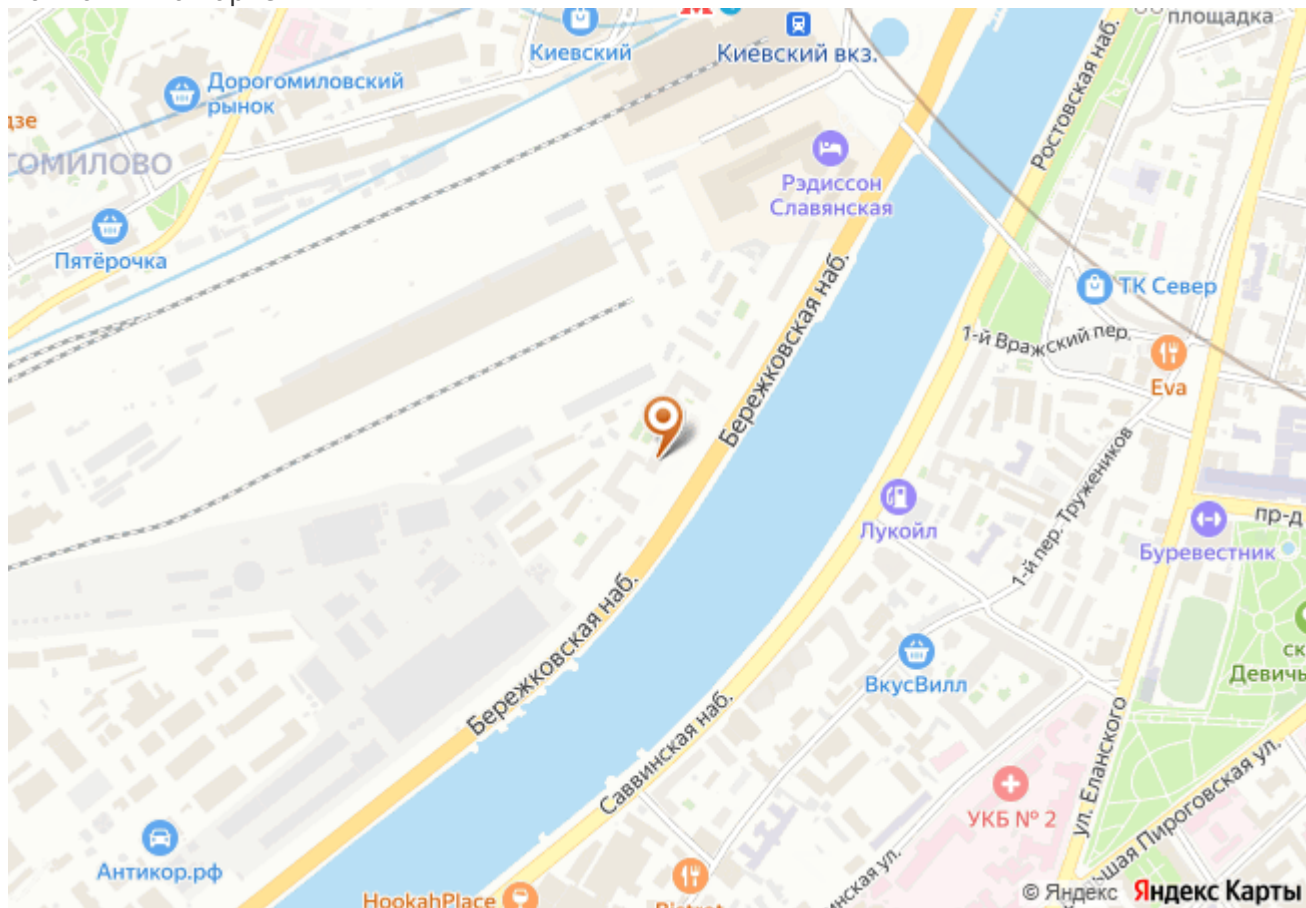 площадка
Киевский
Киевский вкз.
Ростовская наб.
Дорогомиловский
рынок
Рэдиссон
Славянская
Пятёрочка
Бережковская наб.
ТК Север
1-й Вражский пер.
Eva
1-й пер. Тружеников
Лукойл
пр-д
Буревестник
Бережковская наб.
ВкусВилл
Саввинская наб.
ул. Еланского
УКБ № 2
Антикор.рф
HookahPlace
© Яндекс Яндекс Карты